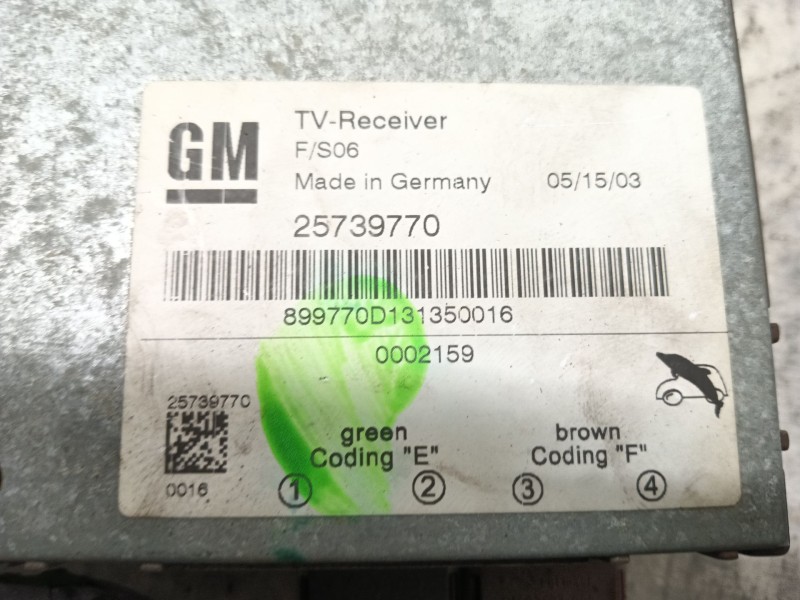 GM
TV-Receiver
F/S06
Made in Germany 05/15/03
25739770
899770D131350016
0002159
25739770
0016
green
Coding "E"
brown
Coding "F"
1 2 3 4